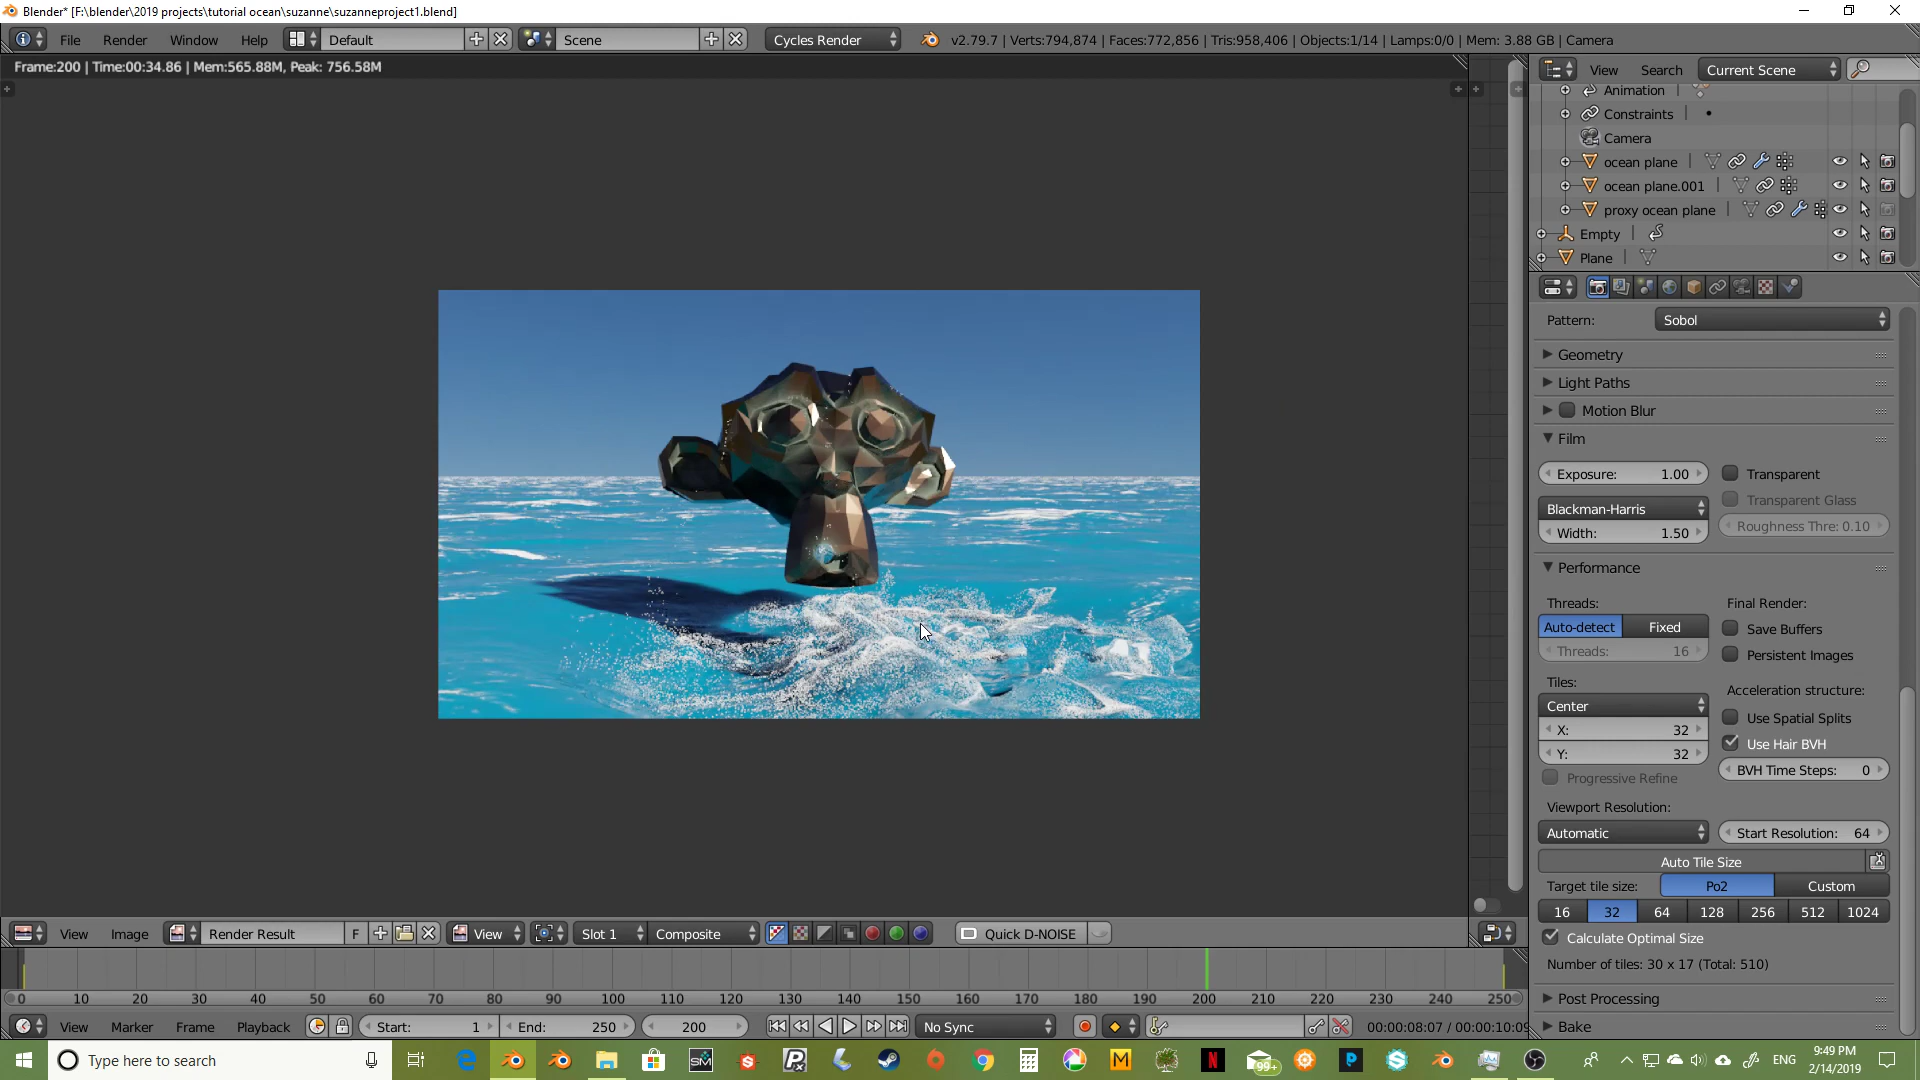 Blender* [F:\blender\2019 projects\tutorial ocean\suzanne\suzanneproject1.blend]
File Render Window Help Default Scene Cycles Render v2.79.7 | Verts:794,874 | Faces:772,856 | Tris:958,406 | Objects:1/14 | Lamps:0/0 | Mem: 3.88 GB | Camera
Frame:200 | Time:00:34.86 | Mem:565.88M, Peak: 756.58M
View Search Current Scene
Animation
Constraints
Camera
ocean plane
ocean plane.001
proxy ocean plane
Empty
Plane
Pattern: Sobol
Geometry
Light Paths
Motion Blur
Film
Exposure: 1.00 Transparent
Transparent Glass
Blackman-Harris
Roughness Thre: 0.10
Width: 1.50
Performance
Threads: Final Render:
Auto-detect Fixed Save Buffers
Threads: 16 Persistent Images
Tiles: Acceleration structure:
Center
Use Spatial Splits
X: 32
Use Hair BVH
Y: 32
BVH Time Steps: 0
Progressive Refine
Viewport Resolution:
Automatic Start Resolution: 64
Auto Tile Size
Target tile size: Po2 Custom
16 32 64 128 256 512 1024
Calculate Optimal Size
Number of tiles: 30 x 17 (Total: 510)
Post Processing
Bake
View Image Render Result F View Slot 1 Composite Quick D-NOISE
0 10 20 30 40 50 60 70 80 90 100 110 120 130 140 150 160 170 180 190 200 210 220 230 240 250
View Marker Frame Playback Start: 1 End: 250 200 No Sync 00:00:08:07 / 00:00:10:09
Type here to search
SM
M
N
99+
P
ENG
9:49 PM
2/14/2019